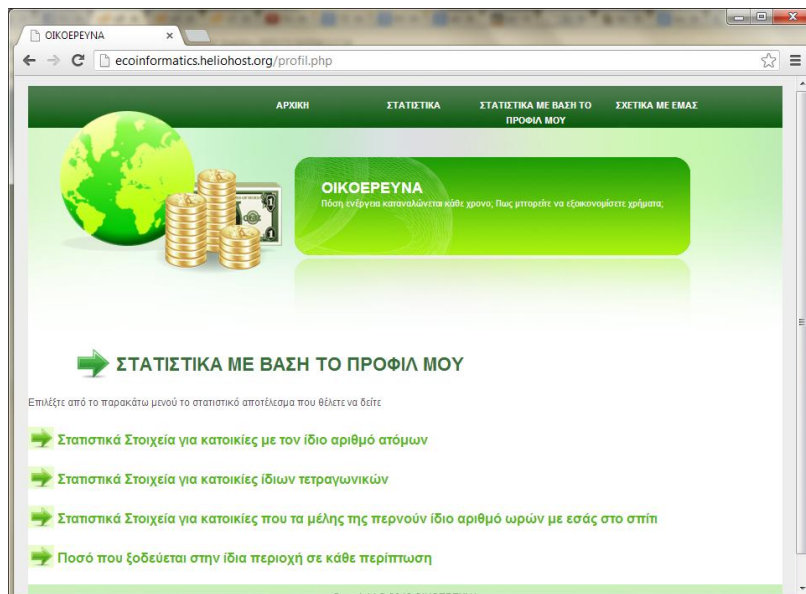 ΟΙΚΟΕΡΕΥΝΑ
ecoinformatics.heliohost.org/profil.php
ΑΡΧΙΚΗ ΣΤΑΤΙΣΤΙΚΑ ΣΤΑΤΙΣΤΙΚΑ ΜΕ ΒΑΣΗ ΤΟ ΣΧΕΤΙΚΑ ΜΕ ΕΜΑΣ
ΠΡΟΦΙΛ ΜΟΥ
ΟΙΚΟΕΡΕΥΝΑ
Πόση ενέργεια καταναλώνεται κάθε χρονο; Πως μπορείτε να εξοικονομίσετε χρήματα;
ΣΤΑΤΙΣΤΙΚΑ ΜΕ ΒΑΣΗ ΤΟ ΠΡΟΦΙΛ ΜΟΥ
Επιλέξτε από το παρακάτω μενού το στατιστικό αποτέλεσμα που θέλετε να δείτε
Στατιστικά Στοιχεία για κατοικίες με τον ίδιο αριθμό ατόμων
Στατιστικά Στοιχεία για κατοικίες ίδιων τετραγωνικών
Στατιστικά Στοιχεία για κατοικίες που τα μέλης της περνούν ίδιο αριθμό ωρών με εσάς στο σπίτι
Ποσό που ξοδεύεται στην ίδια περιοχή σε κάθε περίπτωση